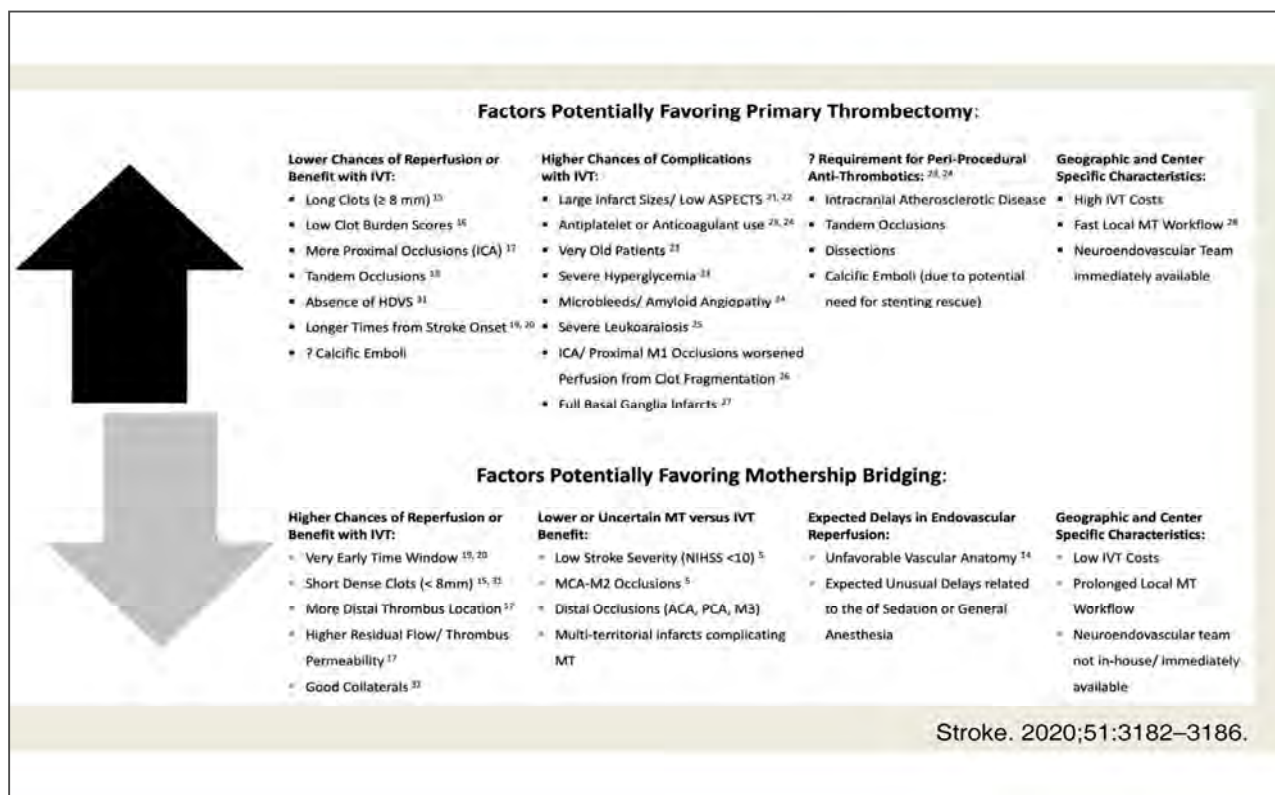 Factors Potentially Favoring Primary Thrombectomy:
Lower Chances of Reperfusion or
Benefit with IVT:
▪ Long Clots (≥ 8 mm) 15
▪ Low Clot Burden Scores 16
▪ More Proximal Occlusions (ICA) 17
▪ Tandem Occlusions 18
▪ Absence of HDVS 31
▪ Longer Times from Stroke Onset 19, 20
▪ ? Calcific Emboli
Higher Chances of Complications
with IVT:
▪ Large Infarct Sizes/ Low ASPECTS 21, 22
▪ Antiplatelet or Anticoagulant use 23, 24
▪ Very Old Patients 23
▪ Severe Hyperglycemia 23
▪ Microbleeds/ Amyloid Angiopathy 24
▪ Severe Leukoaraiosis 25
▪ ICA/ Proximal M1 Occlusions worsened
Perfusion from Clot Fragmentation 26
▪ Full Basal Ganglia Infarcts 27
? Requirement for Peri-Procedural
Anti-Thrombotics: 23, 24
▪ Intracranial Atherosclerotic Disease
▪ Tandem Occlusions
▪ Dissections
▪ Calcific Emboli (due to potential
need for stenting rescue)
Geographic and Center
Specific Characteristics:
▪ High IVT Costs
▪ Fast Local MT Workflow 28
▪ Neuroendovascular Team
immediately available
Factors Potentially Favoring Mothership Bridging:
Higher Chances of Reperfusion or
Benefit with IVT:
▫ Very Early Time Window 19, 20
▫ Short Dense Clots (< 8mm) 15, 31
▫ More Distal Thrombus Location 17
▫ Higher Residual Flow/ Thrombus
Permeability 17
▫ Good Collaterals 32
Lower or Uncertain MT versus IVT
Benefit:
▫ Low Stroke Severity (NIHSS <10) 5
▫ MCA-M2 Occlusions 5
▫ Distal Occlusions (ACA, PCA, M3)
▫ Multi-territorial infarcts complicating
MT
Expected Delays in Endovascular
Reperfusion:
▫ Unfavorable Vascular Anatomy 14
▫ Expected Unusual Delays related
to the of Sedation or General
Anesthesia
Geographic and Center
Specific Characteristics:
▫ Low IVT Costs
▫ Prolonged Local MT
Workflow
▫ Neuroendovascular team
not in-house/ immediately
available
Stroke. 2020;51:3182–3186.